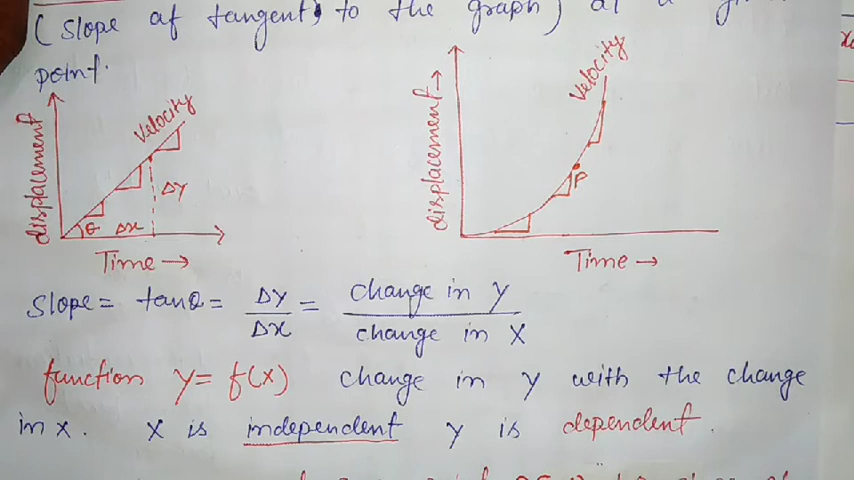 (Slope of tangent, to the graph) at a
point.
Velocity
displacement
θ Δx
Δy
Time →
Velocity
displacement →
P
Time →
Slope = tanθ = Δy/Δx = change in y/change in x
function y = f(x) change in y with the change
in x. x is independent y is dependent.